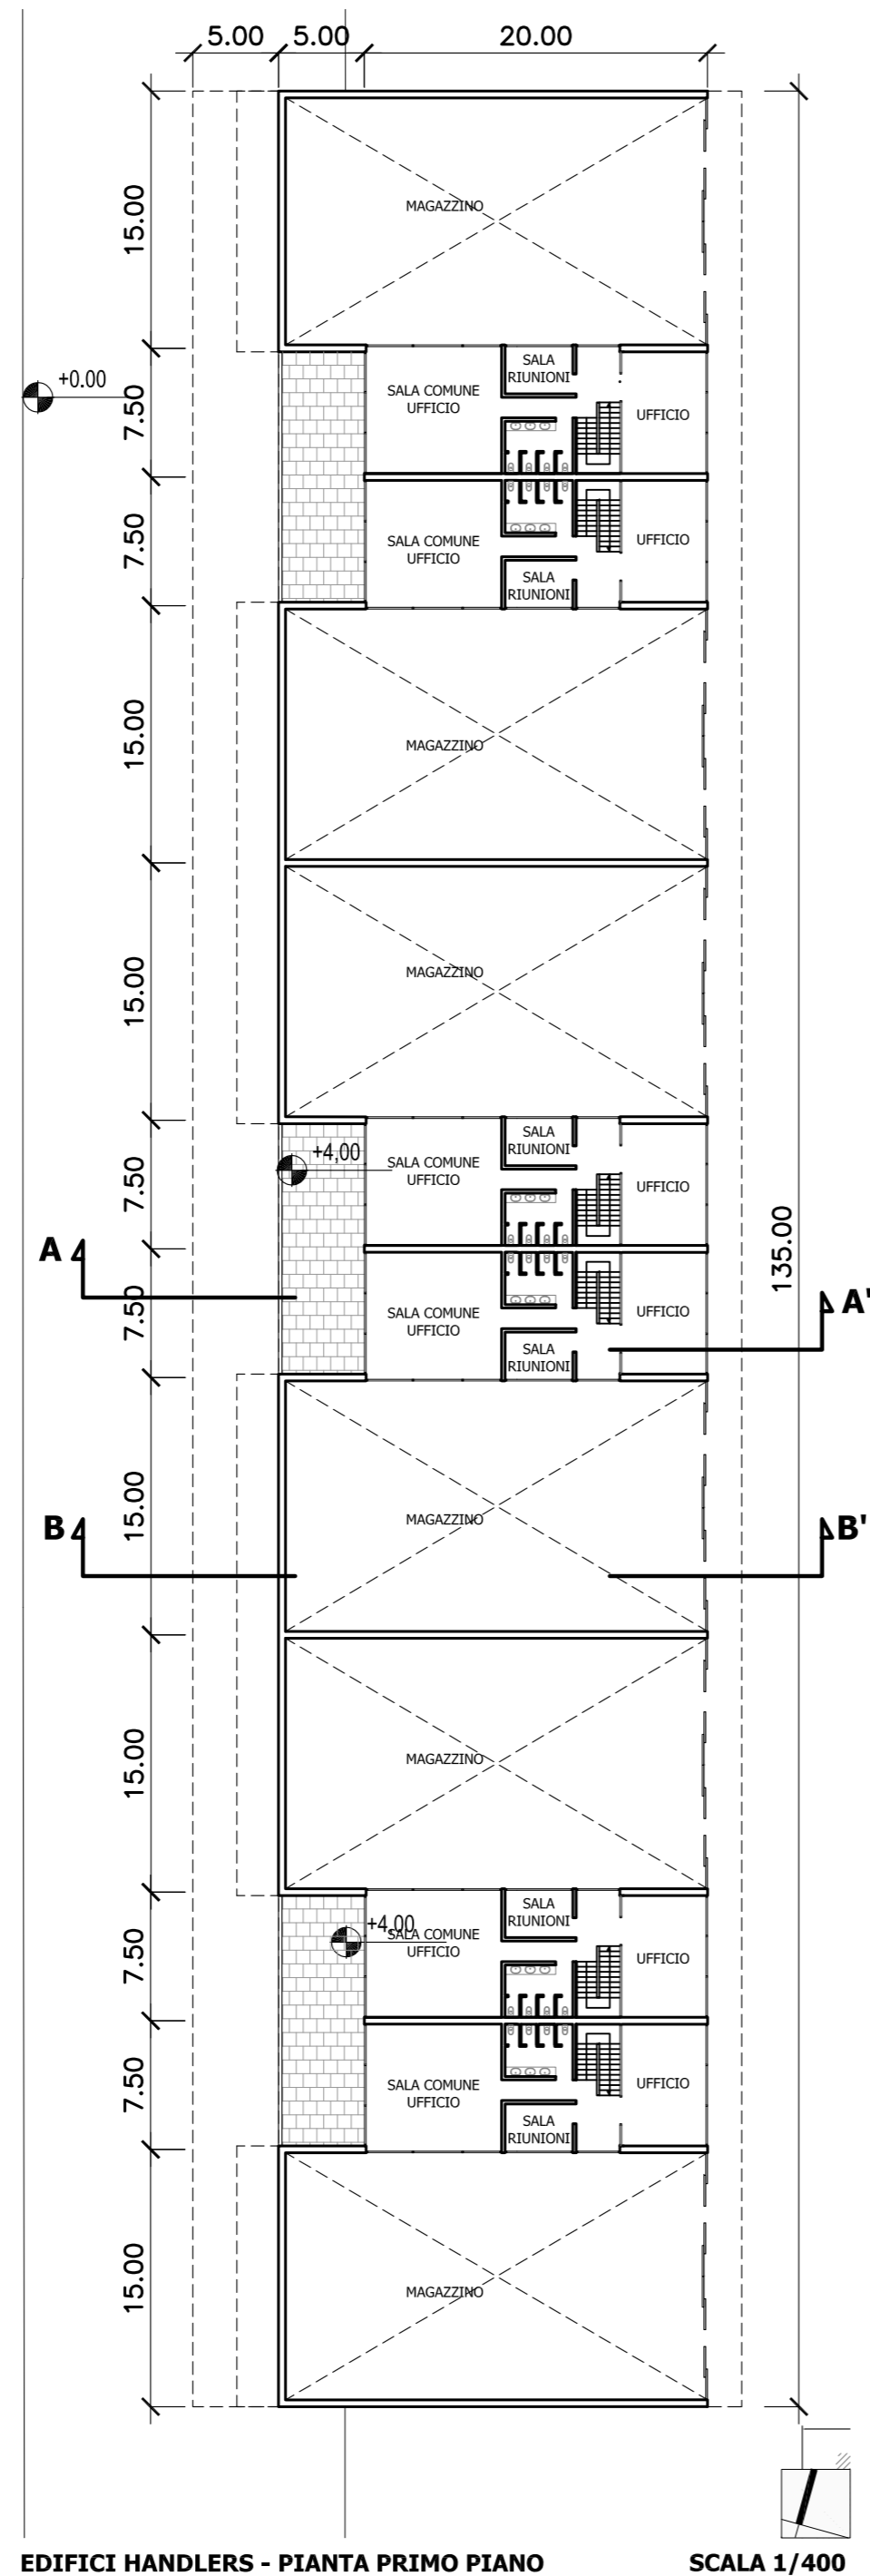 5.00 5.00 20.00
15.00
MAGAZZINO
+0.00
7.50
SALA
RIUNIONI
SALA COMUNE
UFFICIO
UFFICIO
7.50
SALA COMUNE
UFFICIO
UFFICIO
SALA
RIUNIONI
15.00
MAGAZZINO
15.00
MAGAZZINO
7.50
+4,00
SALA
RIUNIONI
SALA COMUNE
UFFICIO
UFFICIO
135.00
A
7.50
SALA COMUNE
UFFICIO
UFFICIO
A'
SALA
RIUNIONI
15.00
MAGAZZINO
B
B'
15.00
MAGAZZINO
7.50
+4,00
SALA
RIUNIONI
SALA COMUNE
UFFICIO
UFFICIO
7.50
SALA COMUNE
UFFICIO
UFFICIO
SALA
RIUNIONI
15.00
MAGAZZINO
EDIFICI HANDLERS - PIANTA PRIMO PIANO SCALA 1/400